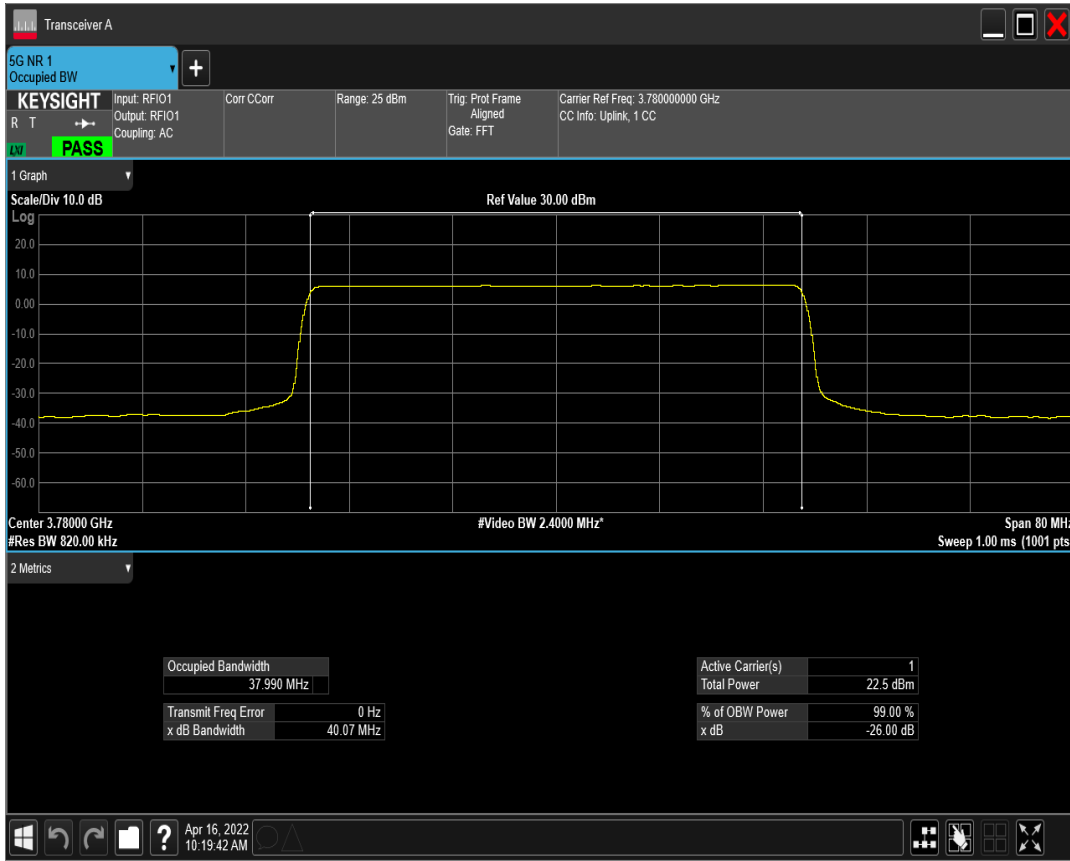 Transceiver A
5G NR 1
Occupied BW
KEYSIGHT
R T
LXI
PASS
Input: RFIO1
Output: RFIO1
Coupling: AC
Corr CCorr
Range: 25 dBm
Trig: Prot Frame
Aligned
Gate: FFT
Carrier Ref Freq: 3.780000000 GHz
CC Info: Uplink, 1 CC
1 Graph
Scale/Div 10.0 dB
Ref Value 30.00 dBm
Log
20.0
10.0
0.00
-10.0
-20.0
-30.0
-40.0
-50.0
-60.0
Center 3.78000 GHz
#Video BW 2.4000 MHz*
Span 80 MHz
#Res BW 820.00 kHz
Sweep 1.00 ms (1001 pts
2 Metrics
Occupied Bandwidth
37.990 MHz
Transmit Freq Error 0 Hz
x dB Bandwidth 40.07 MHz
Active Carrier(s) 1
Total Power 22.5 dBm
% of OBW Power 99.00 %
x dB -26.00 dB
?
Apr 16, 2022
10:19:42 AM